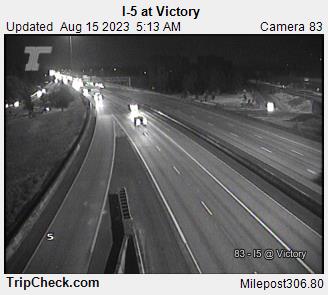 I-5 at Victory
Updated Aug 15 2023 5:13 AM Camera 83
T
S
83 - I5 @ Victory
TripCheck.com Milepost306.80